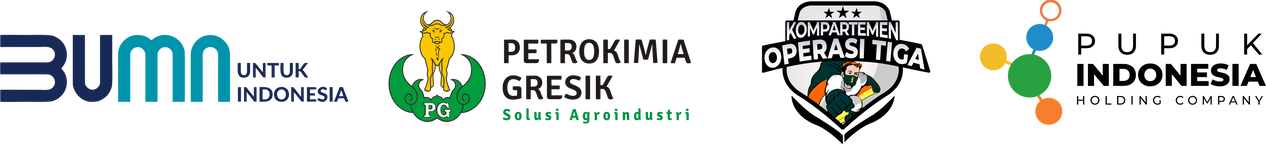 BUMN
UNTUK
INDONESIA
PG
PETROKIMIA
GRESIK
Solusi Agroindustri
KOMPARTEMEN
OPERASI TIGA
PUPUK
INDONESIA
HOLDING COMPANY